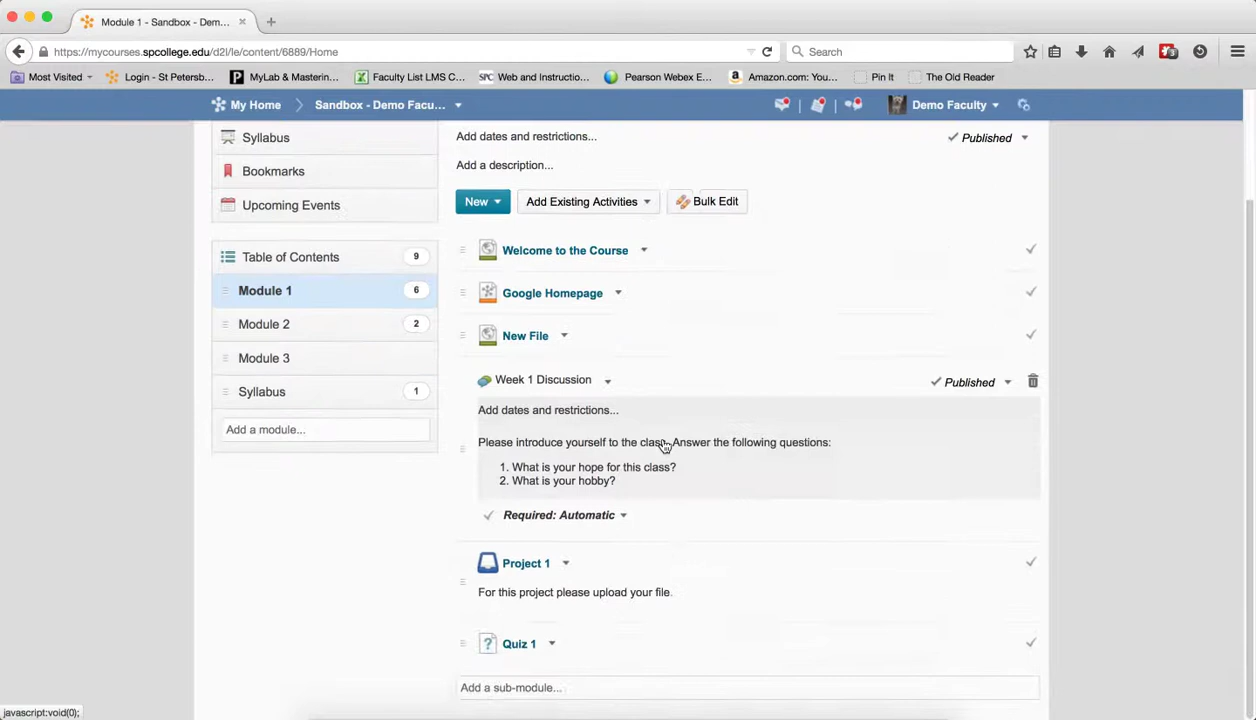 Module 1 - Sandbox - Dem...
https://mycourses.spcollege.edu/d2l/le/content/6889/Home
Search
Most Visited
Login - St Petersb...
MyLab & Mastering...
Faculty List LMS C...
SPC Web and Instructio...
Pearson Webex E...
Amazon.com: You...
Pin It
The Old Reader
My Home
Sandbox - Demo Facu...
Demo Faculty
Syllabus
Bookmarks
Upcoming Events
Table of Contents 9
Module 1 6
Module 2 2
Module 3
Syllabus 1
Add a module...
Add dates and restrictions...
Published
Add a description...
New
Add Existing Activities
Bulk Edit
Welcome to the Course
Google Homepage
New File
Week 1 Discussion
Published
Add dates and restrictions...
Please introduce yourself to the class. Answer the following questions:
1. What is your hope for this class?
2. What is your hobby?
Required: Automatic
Project 1
For this project please upload your file.
Quiz 1
Add a sub-module...
javascript:void(0);